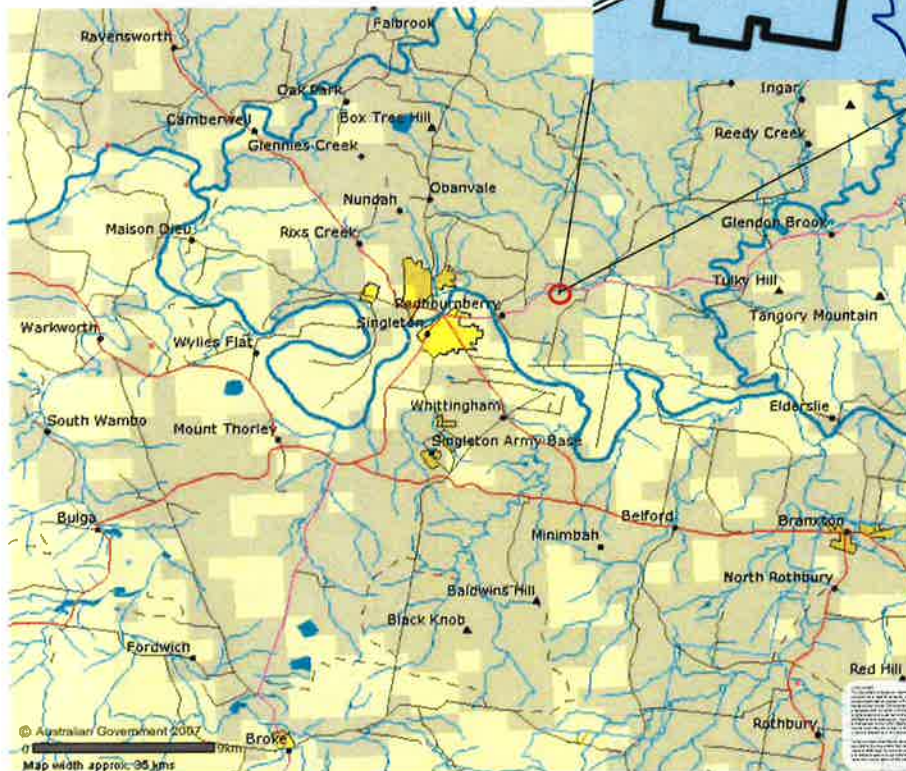 Falbrook
Ravensworth
Ingar
Oak Park
Box Tree Hill
Camberwell
Reedy Creek
Glennies Creek
Obanvale
Nundah
Glendon Brook
Maison Dieu
Rixs Creek
Tulky Hill
Redbournberry
Tangory Mountain
Singleton
Warkworth
Wylies Flat
Whittingham
Elderslie
South Wambo
Mount Thorley
Singleton Army Base
Bulga
Belford
Branxton
Minimbah
North Rothbury
Baldwins Hill
Black Knob
Fordwich
Red Hill
Rothbury
© Australian Government 2007
Broke
0 9km
Map width approx. 35 kms